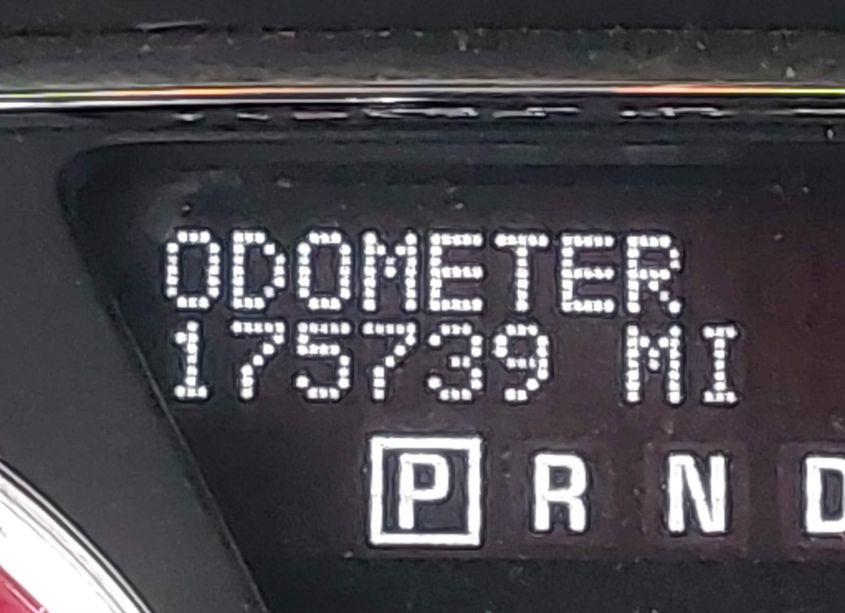 ODOMETER
175739 MI
P R N D